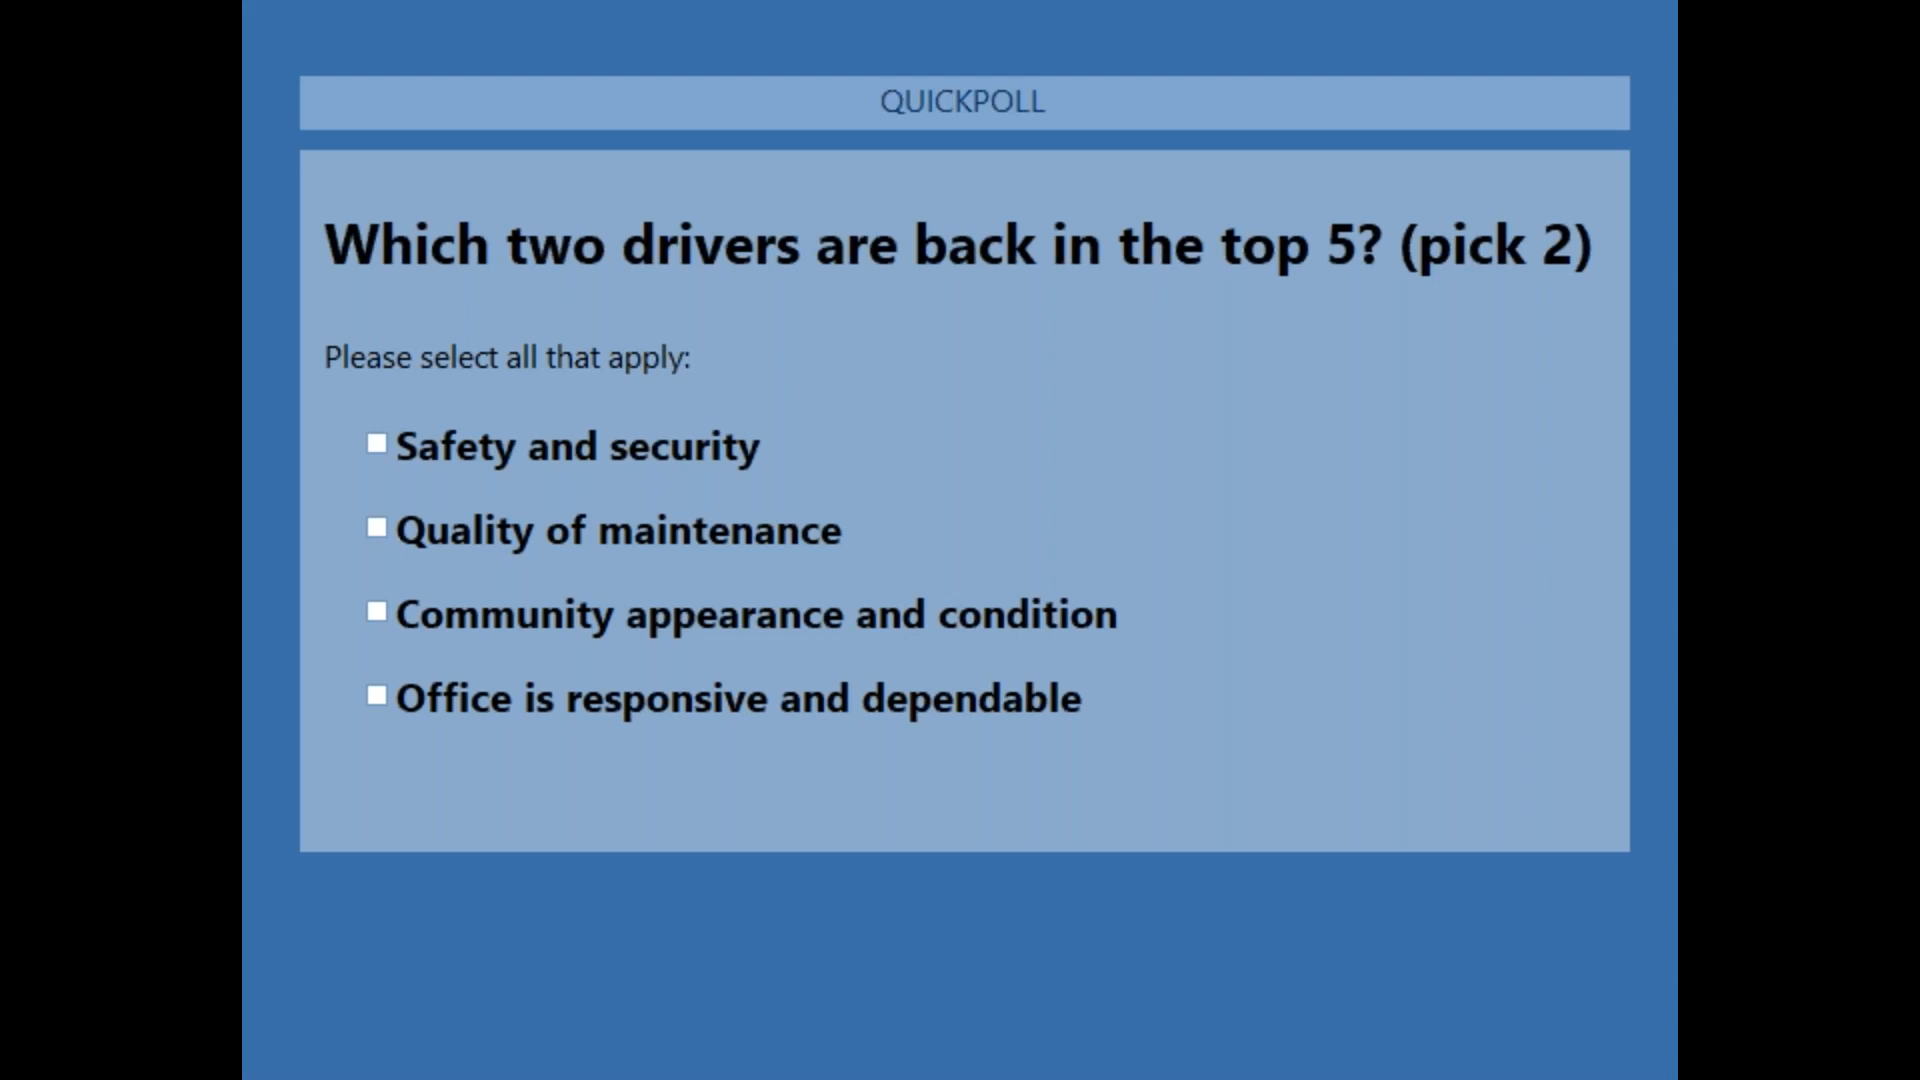 QUICKPOLL
Which two drivers are back in the top 5? (pick 2)
Please select all that apply:
Safety and security
Quality of maintenance
Community appearance and condition
Office is responsive and dependable